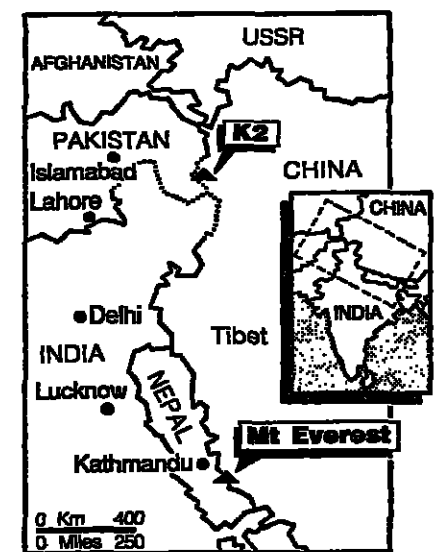 USSR
AFGHANISTAN
K2
PAKISTAN
Islamabad
CHINA
Lahore
CHINA
Delhi
INDIA
Tibet
INDIA
NEPAL
Lucknow
Mt Everest
Kathmandu
0 Km 400
0 Miles 250